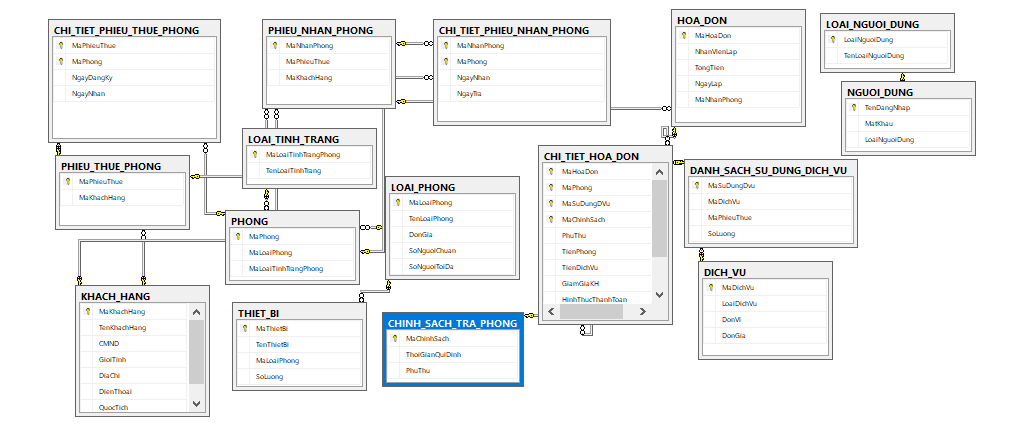 CHI_TIET_PHIEU_THUE_PHONG
MaPhieuThue
MaPhong
NgayDangKy
NgayNhan
PHIEU_NHAN_PHONG
MaNhanPhong
MaPhieuThue
MaKhachHang
CHI_TIET_PHIEU_NHAN_PHONG
MaNhanPhong
MaPhong
NgayNhan
NgayTra
HOA_DON
MaHoaDon
NhanVienLap
TongTien
NgayLap
MaNhanPhong
LOAI_NGUOI_DUNG
LoaiNguoiDung
TenLoaiNguoiDung
NGUOI_DUNG
TenDangNhap
MatKhau
LoaiNguoiDung
LOAI_TINH_TRANG
MaLoaiTinhTrangPhong
TenLoaiTinhTrang
PHIEU_THUE_PHONG
MaPhieuThue
MaKhachHang
LOAI_PHONG
MaLoaiPhong
TenLoaiPhong
DonGia
SoNguoiChuan
SoNguoiToiDa
CHI_TIET_HOA_DON
MaHoaDon
MaPhong
MaSuDungDVu
MaChinhSach
PhuThu
TienPhong
TienDichVu
GiamGiaKH
HinhThucThanhToan
DANH_SACH_SU_DUNG_DICH_VU
MaSuDungDvu
MaDichVu
MaPhieuThue
SoLuong
PHONG
MaPhong
MaLoaiPhong
MaLoaiTinhTrangPhong
DICH_VU
MaDichVu
LoaiDichVu
DonVi
DonGia
KHACH_HANG
MaKhachHang
TenKhachHang
CMND
GioiTinh
DiaChi
DienThoai
QuocTich
THIET_BI
MaThietBi
TenThietBi
MaLoaiPhong
SoLuong
CHINH_SACH_TRA_PHONG
MaChinhSach
ThoiGianQuiDinh
PhuThu